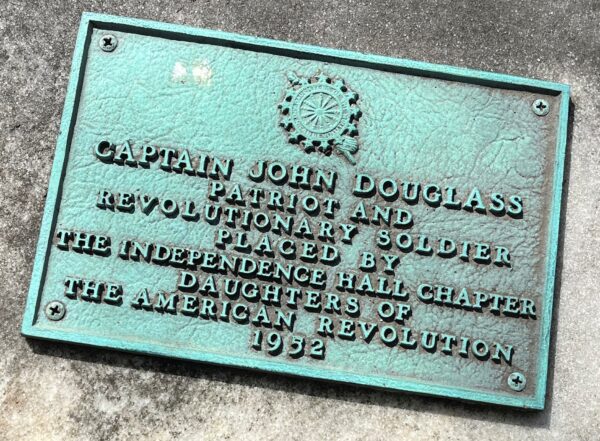 CAPTAIN JOHN DOUGLASS
PATRIOT AND
REVOLUTIONARY SOLDIER
PLACED BY
THE INDEPENDENCE HALL CHAPTER
DAUGHTERS OF
THE AMERICAN REVOLUTION
1952